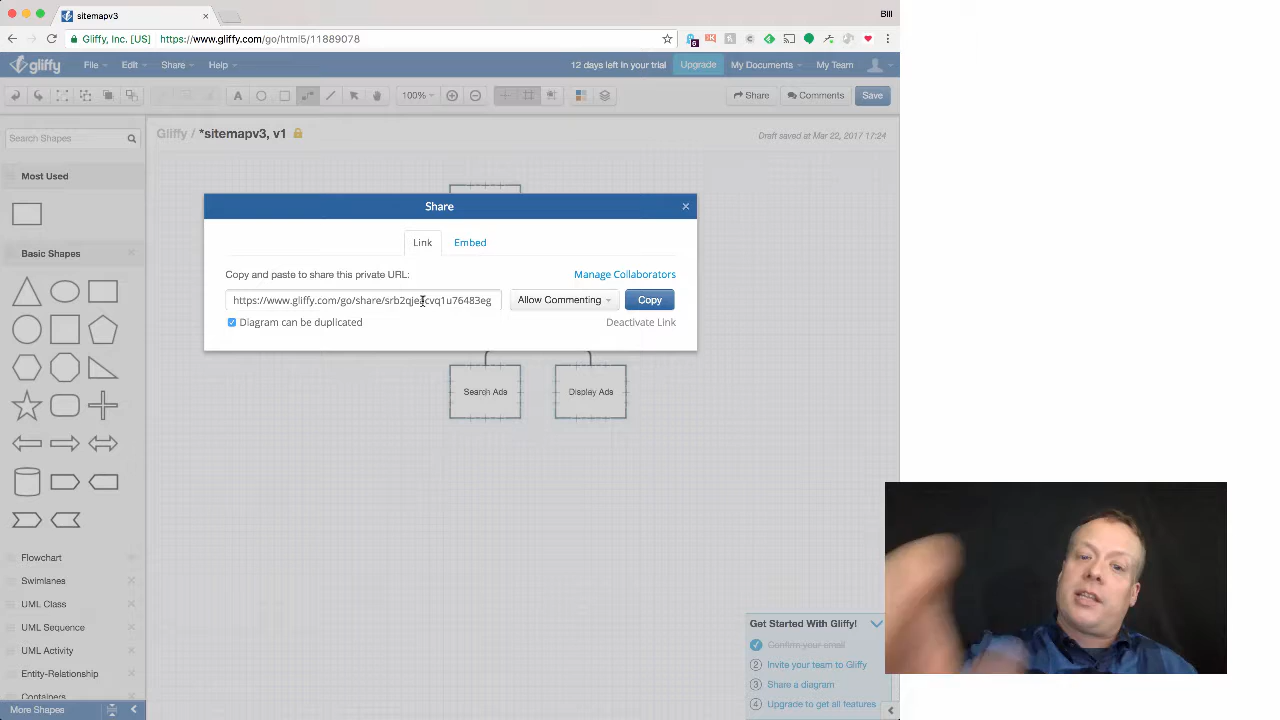 sitemapv3
Bill
Gliffy, Inc. [US]
https://www.gliffy.com/go/html5/11889078
gliffy
File
Edit
Share
Help
12 days left in your trial
Upgrade
My Documents
My Team
100%
Share
Comments
Save
Search Shapes
Gliffy / *sitemapv3, v1
Draft saved at Mar 22, 2017 17:24
Most Used
Basic Shapes
Flowchart
Swimlanes
UML Class
UML Sequence
UML Activity
Entity-Relationship
Containers
More Shapes
Share
Link
Embed
Copy and paste to share this private URL:
Manage Collaborators
Allow Commenting
Copy
Diagram can be duplicated
Deactivate Link
Search Ads
Display Ads
Get Started With Gliffy!
Confirm your email
2 Invite your team to Gliffy
3 Share a diagram
4 Upgrade to get all features